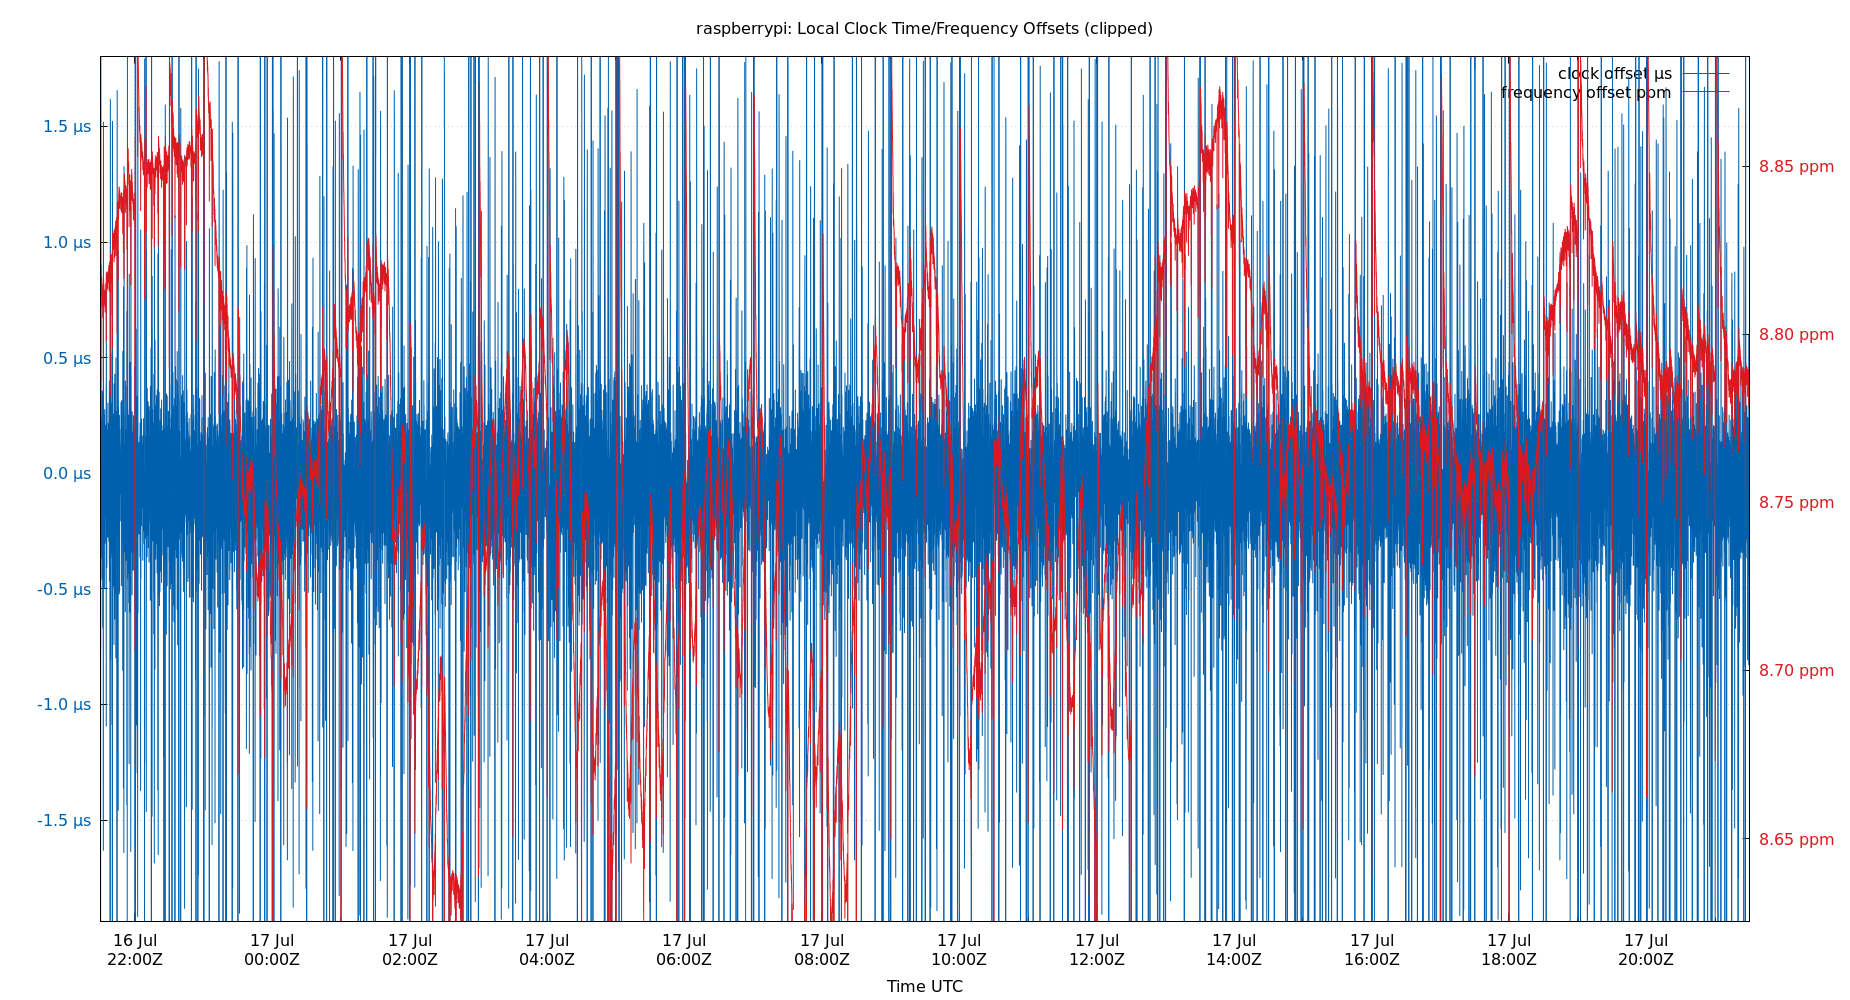 raspberrypi: Local Clock Time/Frequency Offsets (clipped)
clock offset µs
frequency offset ppm
1.5 µs
1.0 µs
0.5 µs
0.0 µs
-0.5 µs
-1.0 µs
-1.5 µs
8.85 ppm
8.80 ppm
8.75 ppm
8.70 ppm
8.65 ppm
16 Jul 17 Jul 17 Jul 17 Jul 17 Jul 17 Jul 17 Jul 17 Jul 17 Jul 17 Jul 17 Jul 17 Jul
22:00Z 00:00Z 02:00Z 04:00Z 06:00Z 08:00Z 10:00Z 12:00Z 14:00Z 16:00Z 18:00Z 20:00Z
Time UTC